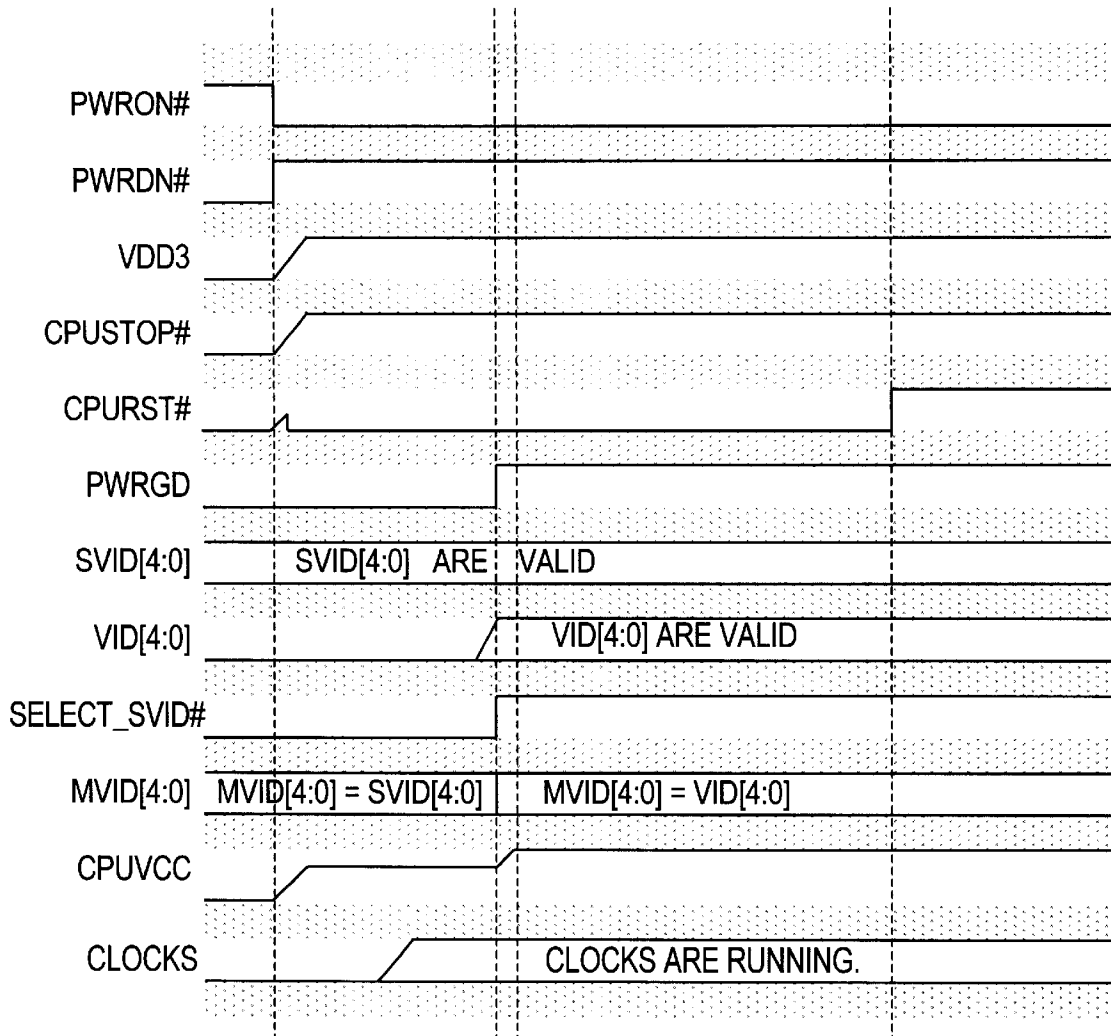 PWRON#
PWRDN#
VDD3
CPUSTOP#
CPURST#
PWRGD
SVID[4:0] SVID[4:0] ARE VALID
VID[4:0] VID[4:0] ARE VALID
SELECT_SVID#
MVID[4:0] MVID[4:0] = SVID[4:0] MVID[4:0] = VID[4:0]
CPUVCC
CLOCKS CLOCKS ARE RUNNING.